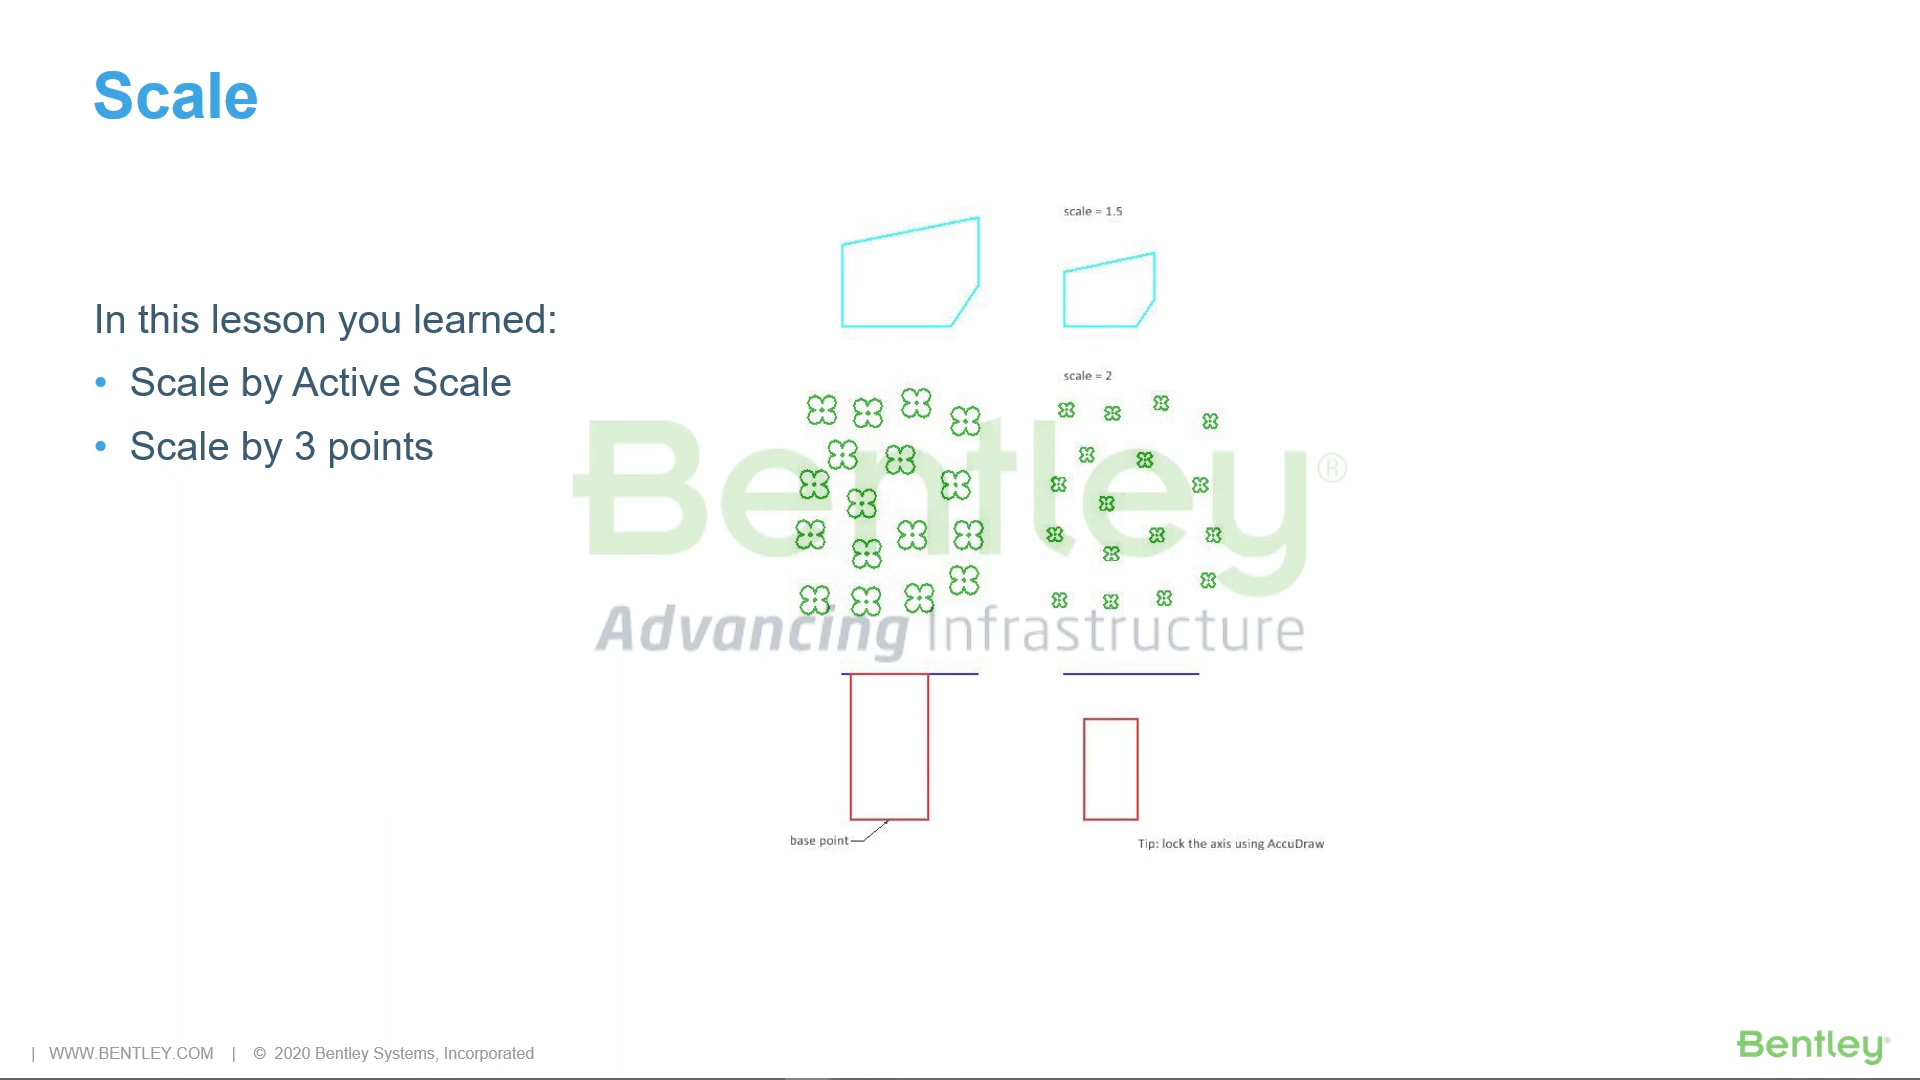 Scale
In this lesson you learned:
• Scale by Active Scale
• Scale by 3 points
scale = 1.5
scale = 2
Bentley®
Advancing Infrastructure
base point
Tip: lock the axis using AccuDraw
| WWW.BENTLEY.COM | © 2020 Bentley Systems, Incorporated
Bentley®